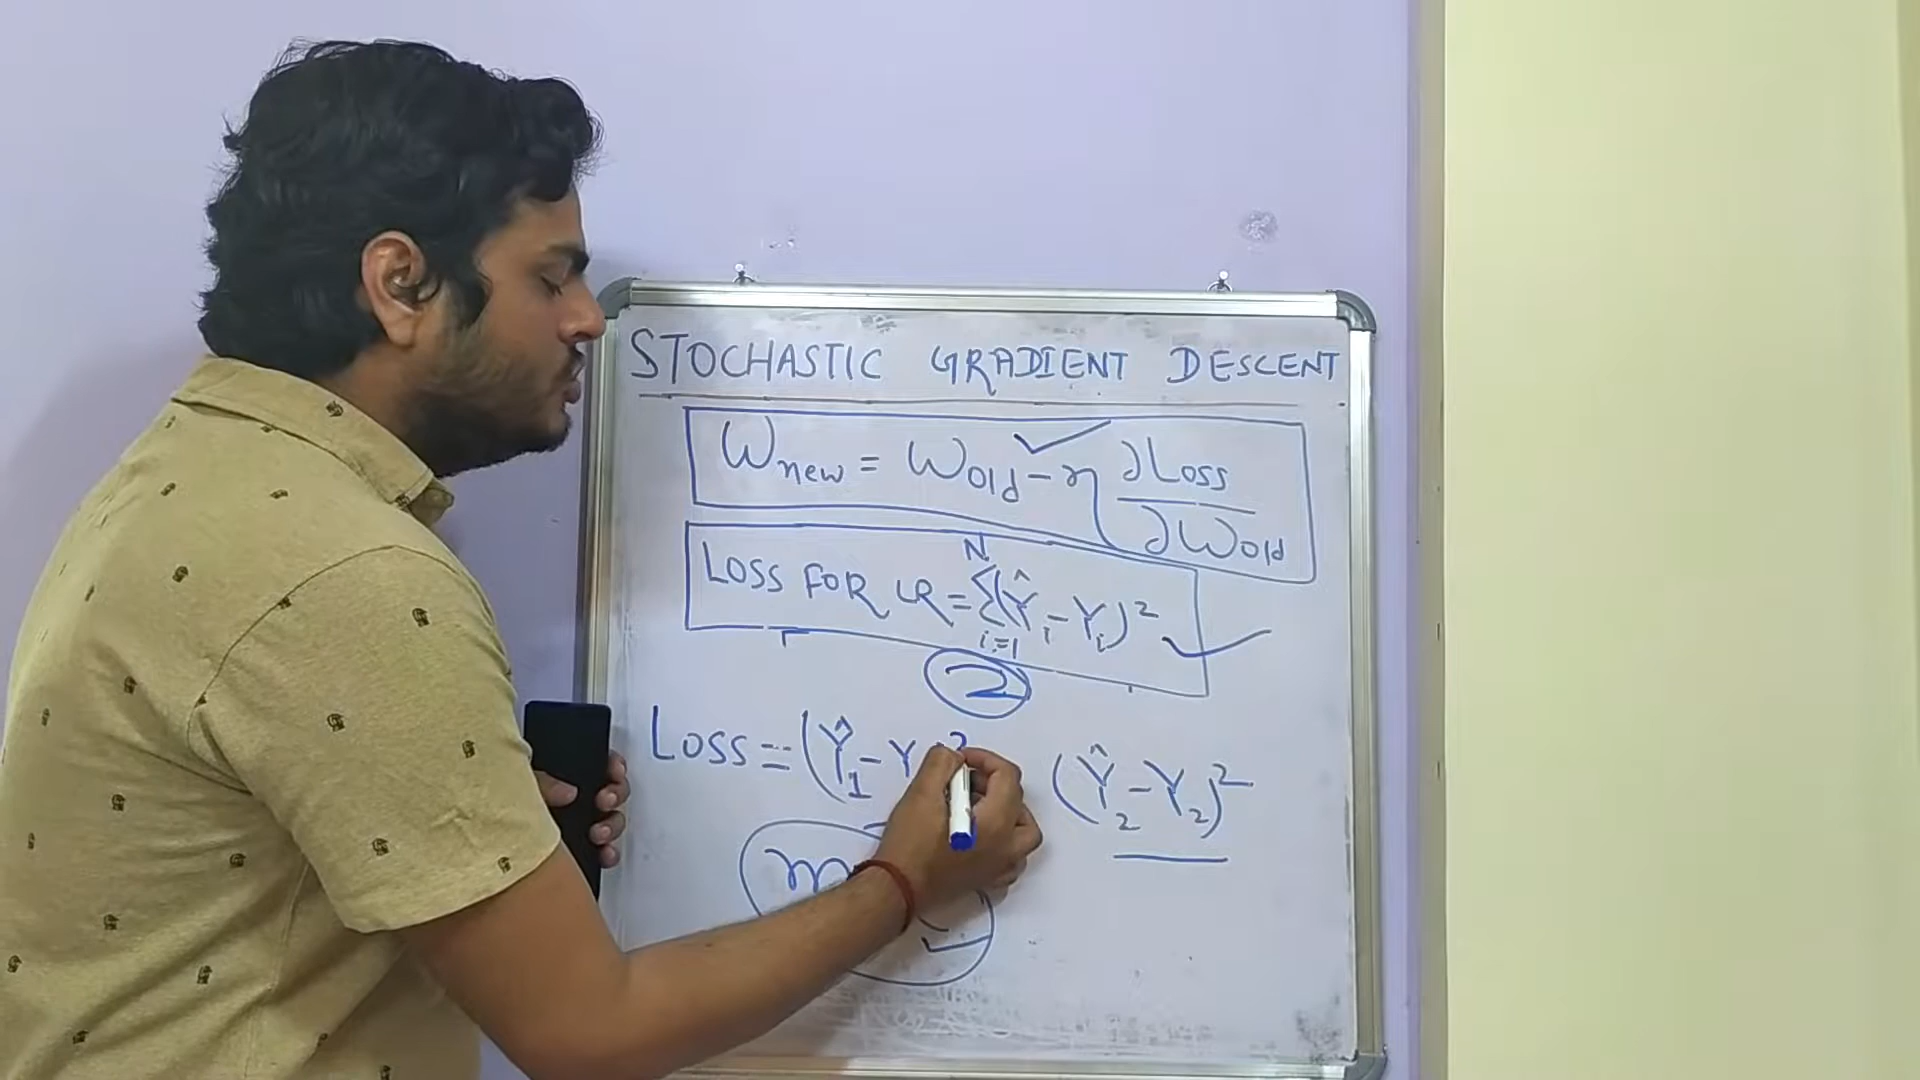 STOCHASTIC GRADIENT DESCENT
Wnew = Wold - η ∂Loss / ∂Wold
LOSS FOR LR = Σ(Ŷi - Yi)² N i=1
2
LOSS = (Ŷ1 - Y 2 (Ŷ2 - Y2)²